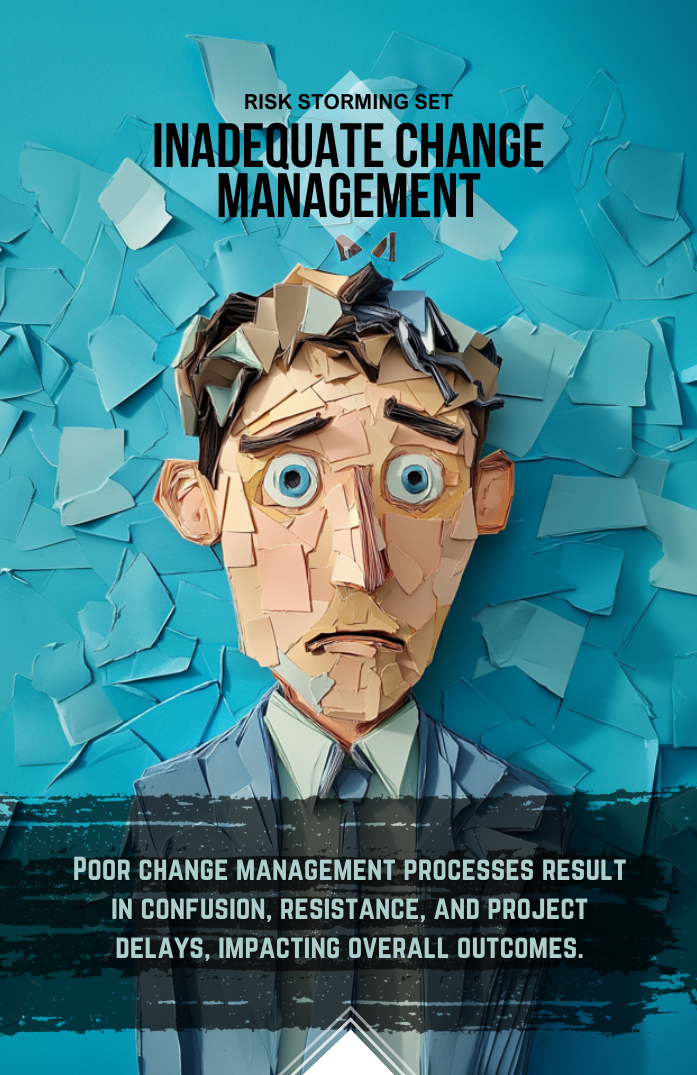 RISK STORMING SET
INADEQUATE CHANGE
MANAGEMENT
Poor change management processes result
in confusion, resistance, and project
delays, impacting overall outcomes.